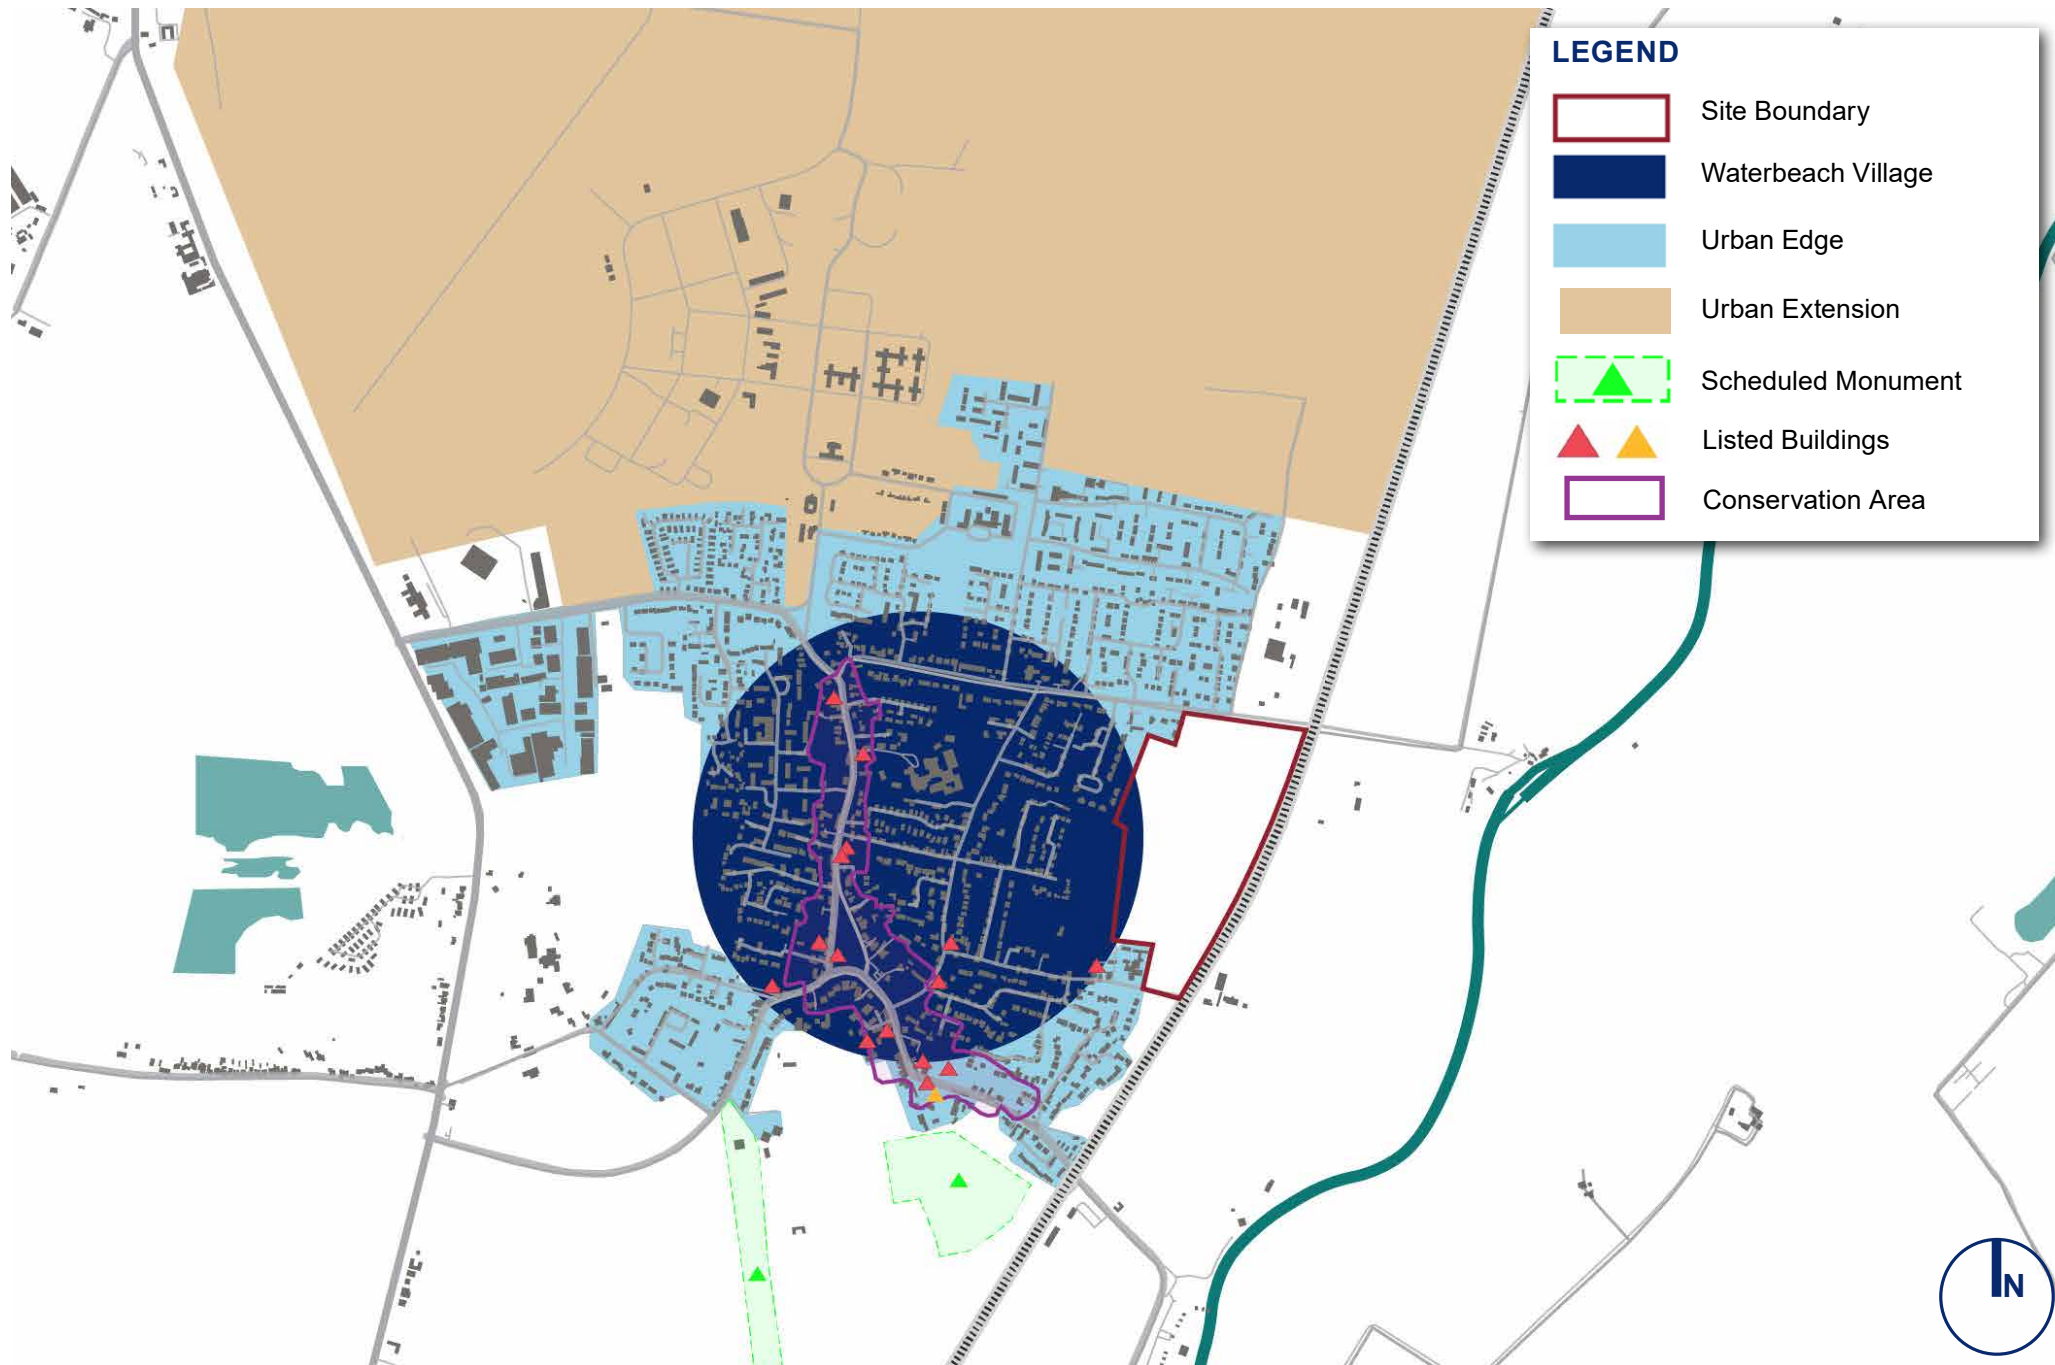 LEGEND
Site Boundary
Waterbeach Village
Urban Edge
Urban Extension
Scheduled Monument
Listed Buildings
Conservation Area
N